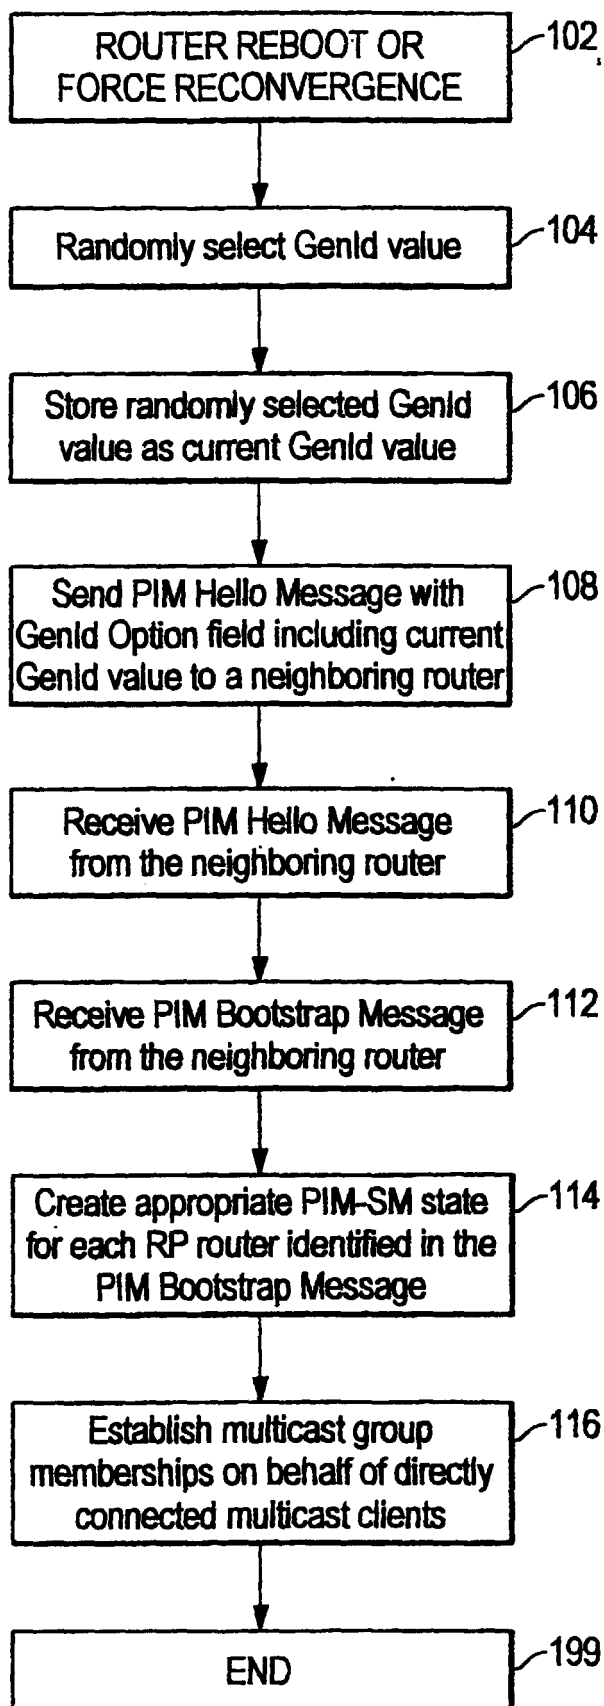 ROUTER REBOOT OR
FORCE RECONVERGENCE
102
Randomly select GenId value
104
Store randomly selected GenId
value as current GenId value
106
Send PIM Hello Message with
GenId Option field including current
GenId value to a neighboring router
108
Receive PIM Hello Message
from the neighboring router
110
Receive PIM Bootstrap Message
from the neighboring router
112
Create appropriate PIM-SM state
for each RP router identified in the
PIM Bootstrap Message
114
Establish multicast group
memberships on behalf of directly
connected multicast clients
116
END
199